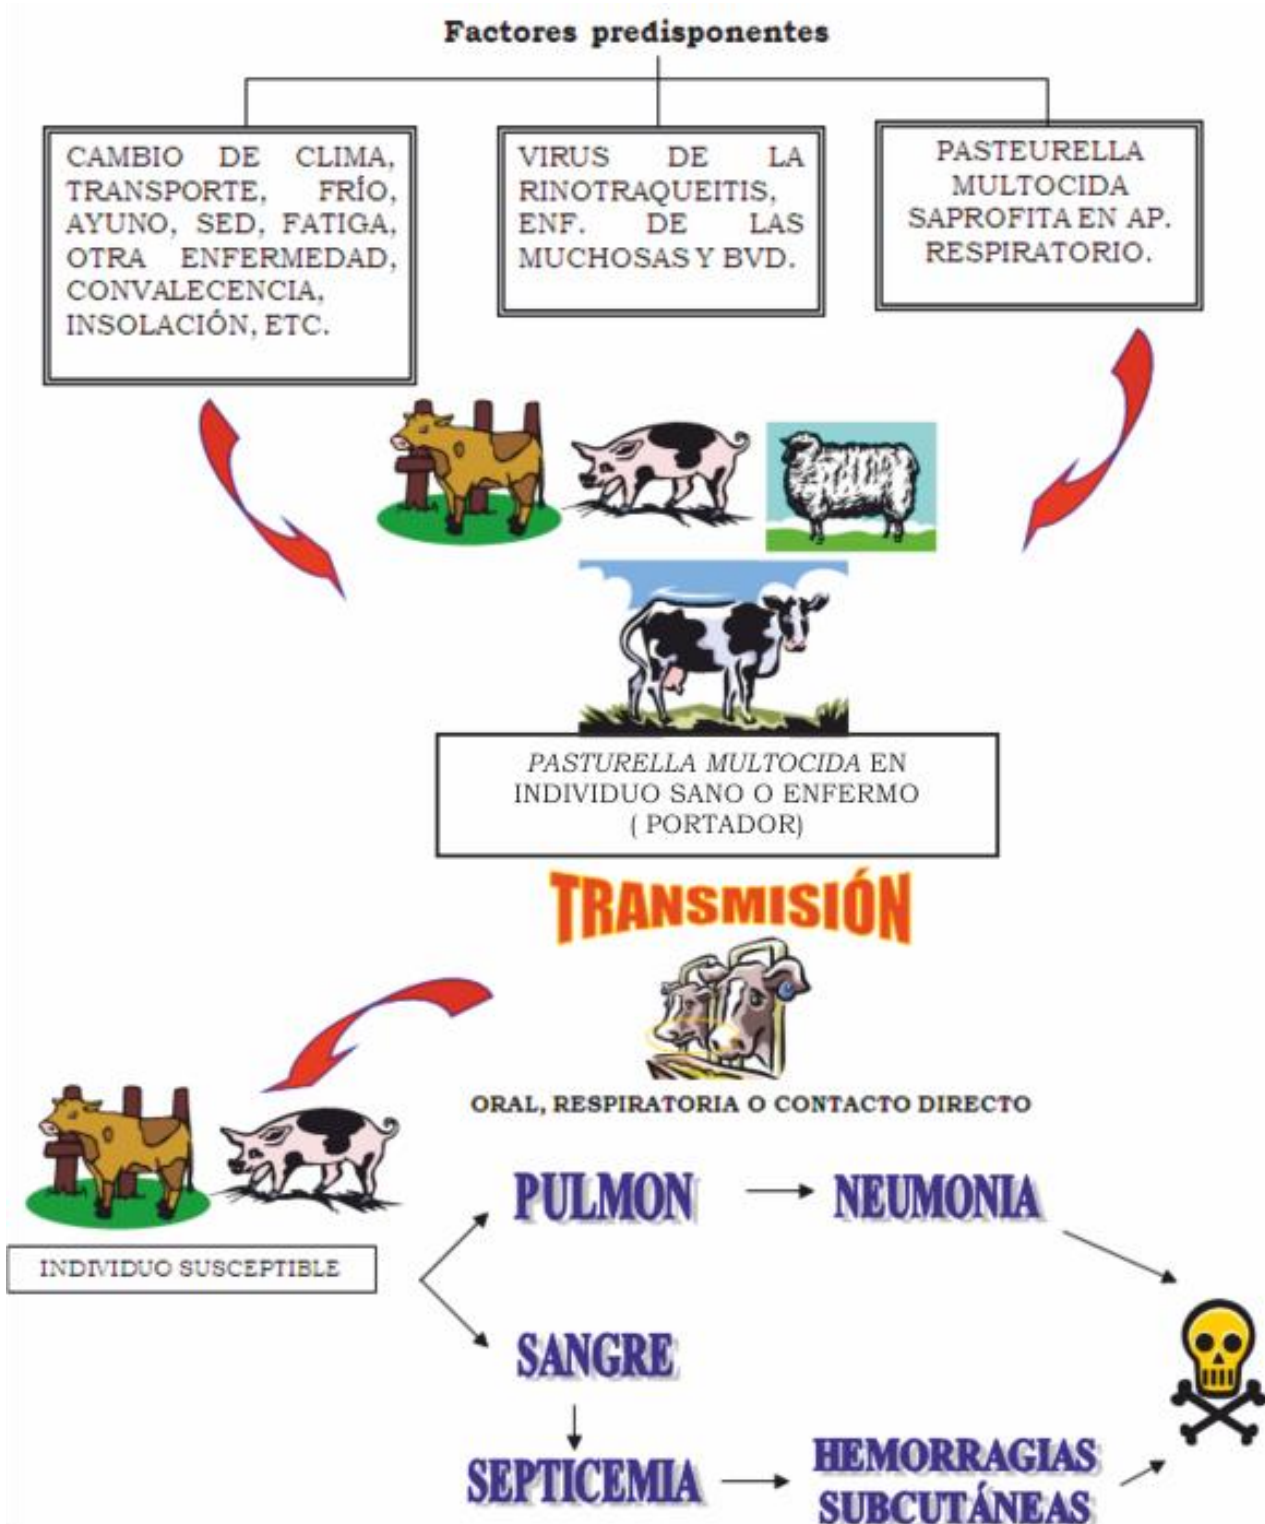 Factores predisponentes
CAMBIO DE CLIMA,
TRANSPORTE, FRÍO,
AYUNO, SED, FATIGA,
OTRA ENFERMEDAD,
CONVALECENCIA,
INSOLACIÓN, ETC.
VIRUS DE LA
RINOTRAQUEITIS,
ENF. DE LAS
MUCHOSAS Y BVD.
PASTEURELLA
MULTOCIDA
SAPROFITA EN AP.
RESPIRATORIO.
PASTURELLA MULTOCIDA EN
INDIVIDUO SANO O ENFERMO
( PORTADOR)
TRANSMISIÓN
ORAL, RESPIRATORIA O CONTACTO DIRECTO
INDIVIDUO SUSCEPTIBLE
PULMON
NEUMONIA
SANGRE
SEPTICEMIA
HEMORRAGIAS
SUBCUTÁNEAS